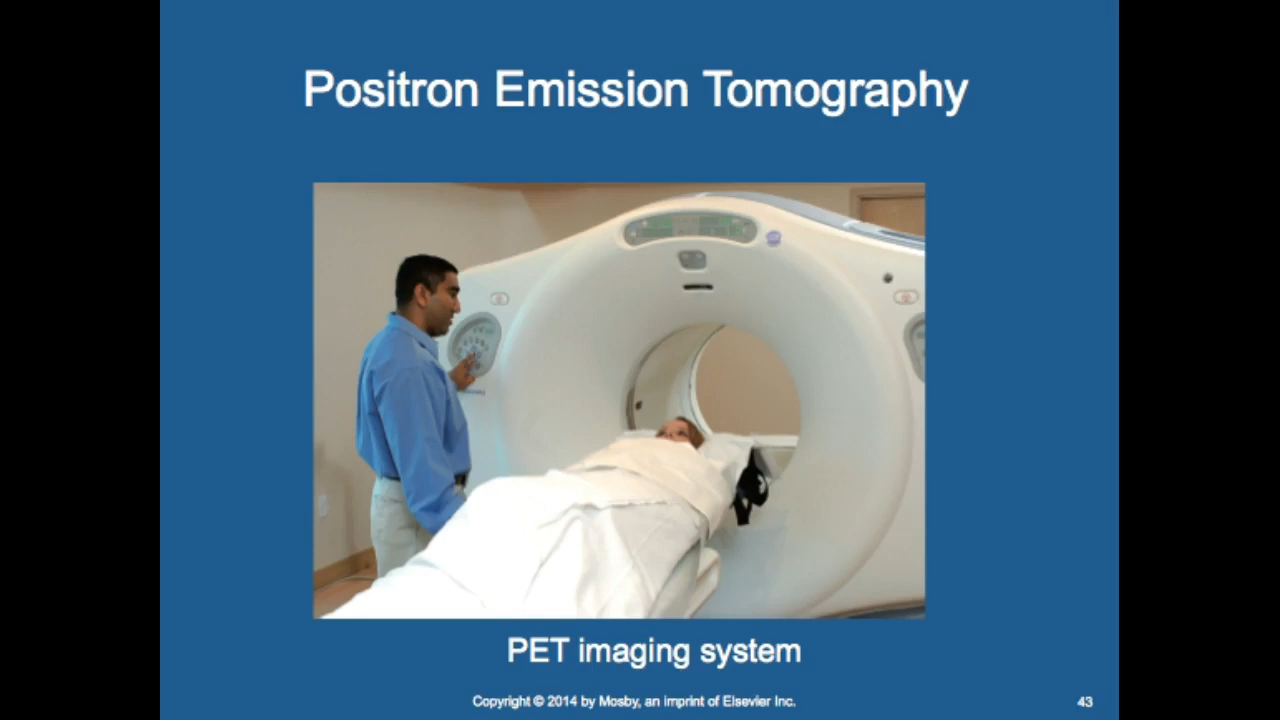 Positron Emission Tomography
PET imaging system
Copyright © 2014 by Mosby, an imprint of Elsevier Inc.
43